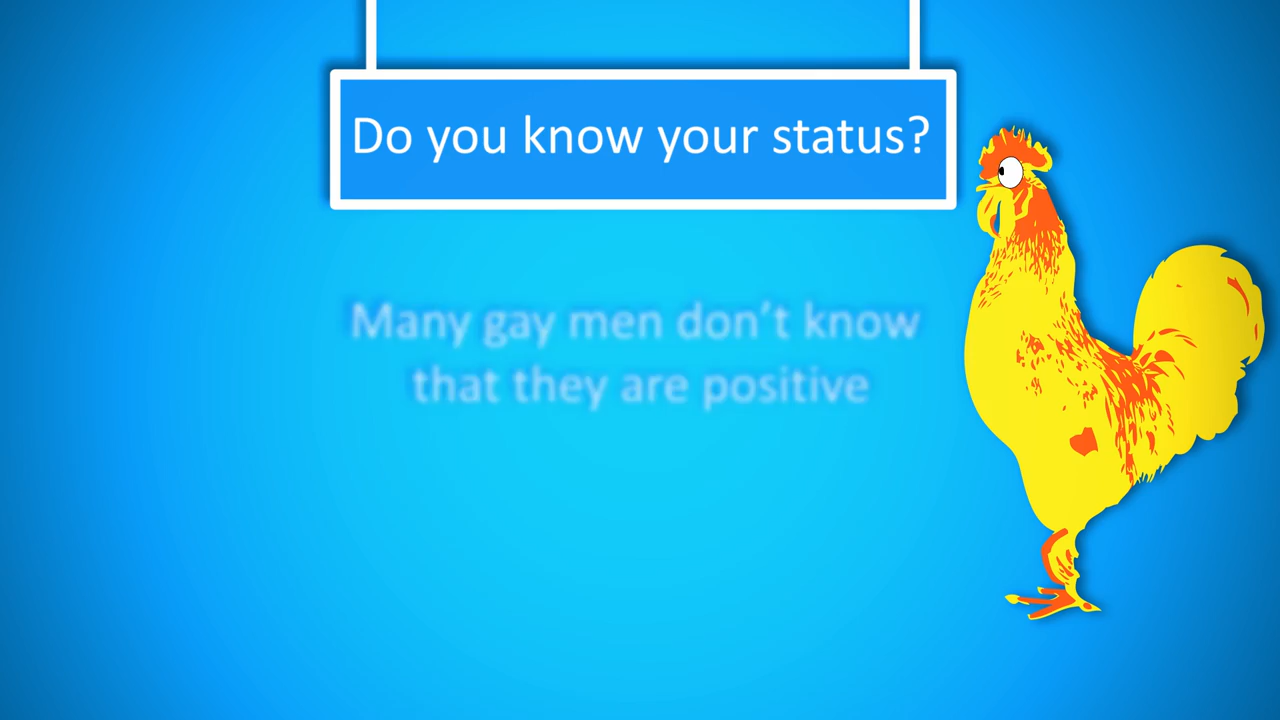 Do you know your status?
Many gay men don’t know
that they are positive